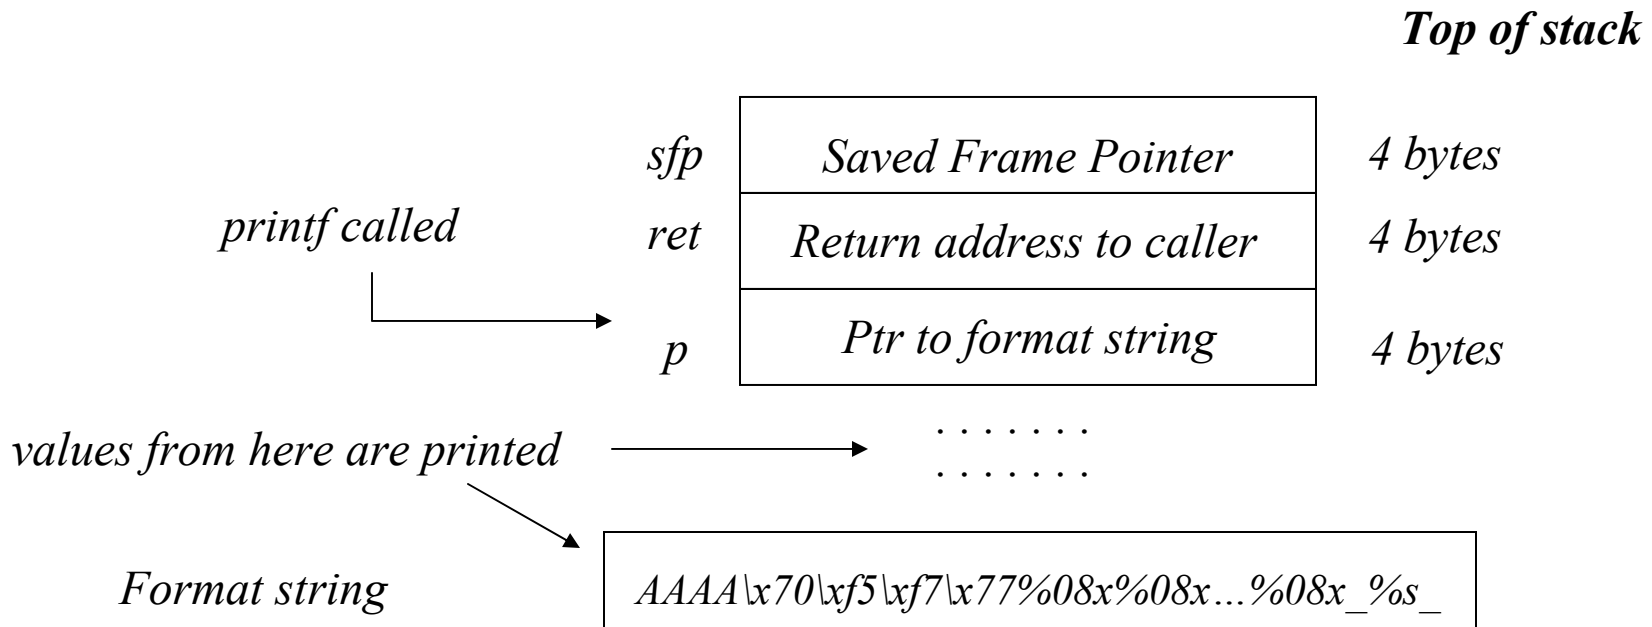 Top of stack
sfp Saved Frame Pointer 4 bytes
printf called ret Return address to caller 4 bytes
p Ptr to format string 4 bytes
values from here are printed . . . . . . .
. . . . . . .
Format string AAAA\x70\xf5\xf7\x77%08x%08x…%08x_%s_